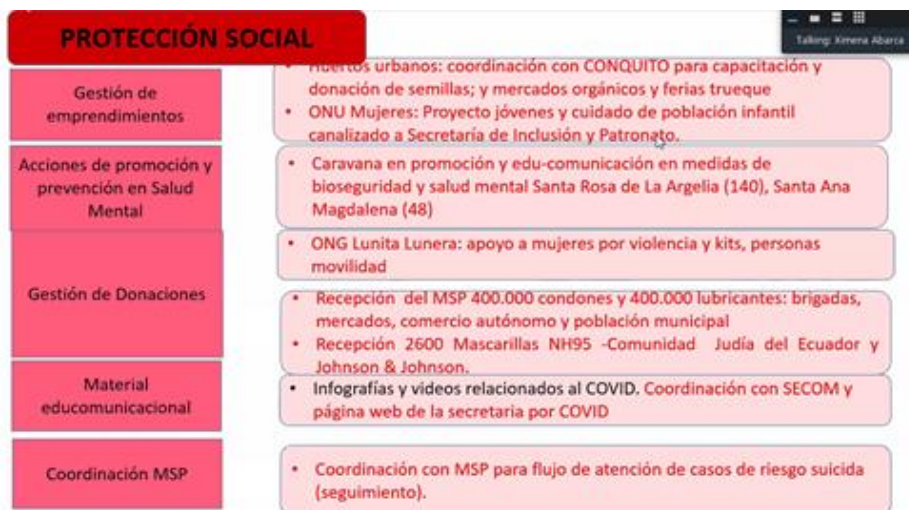 PROTECCIÓN SOCIAL
Talking: Ximena Abarca
Gestión de
emprendimientos
Huertos urbanos: coordinación con CONQUITO para capacitación y
donación de semillas; y mercados orgánicos y ferias trueque
• ONU Mujeres: Proyecto jóvenes y cuidado de población infantil
canalizado a Secretaría de Inclusión y Patronato.
Acciones de promoción y
prevención en Salud
Mental
• Caravana en promoción y edu-comunicación en medidas de
bioseguridad y salud mental Santa Rosa de La Argelia (140), Santa Ana
Magdalena (48)
Gestión de Donaciones
• ONG Lunita Lunera: apoyo a mujeres por violencia y kits, personas
movilidad
• Recepción del MSP 400.000 condones y 400.000 lubricantes: brigadas,
mercados, comercio autónomo y población municipal
• Recepción 2600 Mascarillas NH95 -Comunidad Judía del Ecuador y
Johnson & Johnson.
Material
educomunicacional
• Infografías y videos relacionados al COVID. Coordinación con SECOM y
página web de la secretaria por COVID
Coordinación MSP
• Coordinación con MSP para flujo de atención de casos de riesgo suicida
(seguimiento).